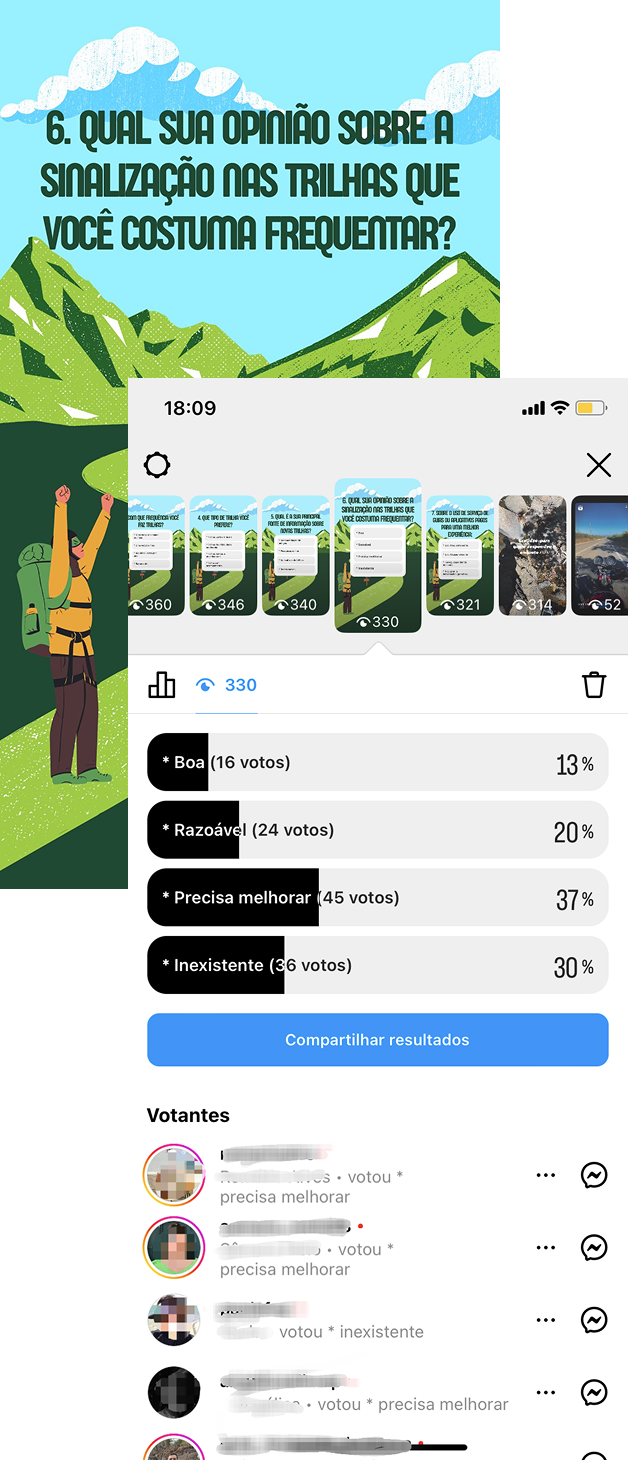 6. QUAL SUA OPINIÃO SOBRE A
SINALIZAÇÃO NAS TRILHAS QUE
VOCÊ COSTUMA FREQUENTAR?
18:09
COM QUE FREQUÊNCIA VOCÊ
FAZ TRILHAS?
360
4. QUE TIPO DE TRILHA VOCÊ
PREFERE?
346
5. QUAL É A SUA PRINCIPAL
FONTE DE INFORMAÇÃO SOBRE
NOVAS TRILHAS?
340
6. QUAL SUA OPINIÃO SOBRE A
SINALIZAÇÃO NAS TRILHAS QUE
VOCÊ COSTUMA FREQUENTAR?
330
7. SOBRE O USO DE SERVIÇO DE
GUIAS OU APLICATIVOS PAGOS
PARA UMA MELHOR
EXPERIÊNCIA:
321
314
52
330
* Boa (16 votos)
13%
* Razoável (24 votos)
20%
* Precisa melhorar (45 votos)
37%
* Inexistente (36 votos)
30%
Compartilhar resultados
Votantes
• votou *
precisa melhorar
• votou *
precisa melhorar
votou * inexistente
• votou * precisa melhorar